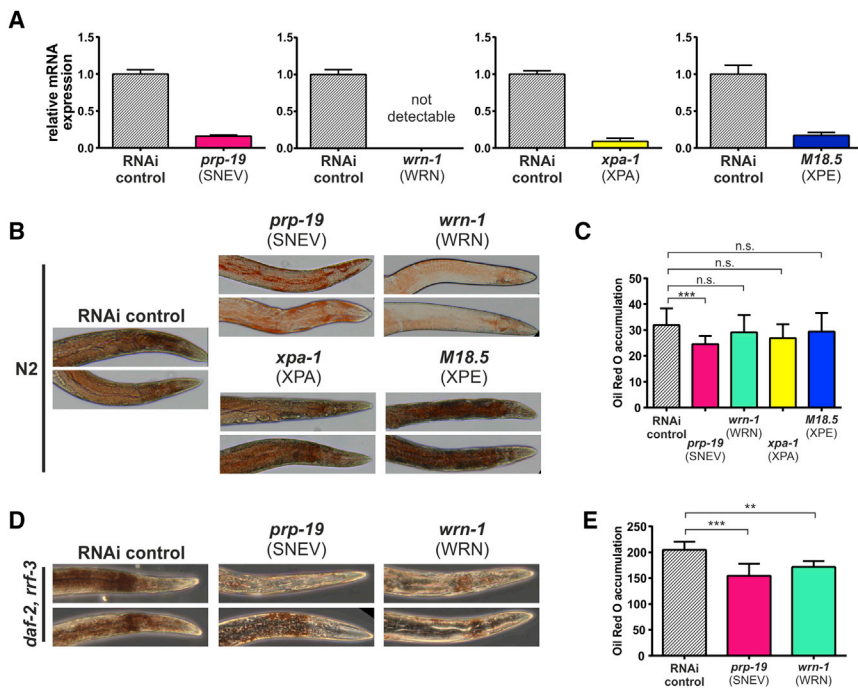 A
relative mRNA
expression
1.5
1.0
0.5
0.0
RNAi
control
prp-19
(SNEV)
1.5
1.0
0.5
0.0
not
detectable
RNAi
control
wrn-1
(WRN)
1.5
1.0
0.5
0.0
RNAi
control
xpa-1
(XPA)
1.5
1.0
0.5
0.0
RNAi
control
M18.5
(XPE)
B
N2
RNAi control
prp-19
(SNEV)
wrn-1
(WRN)
xpa-1
(XPA)
M18.5
(XPE)
C
Oil Red O accumulation
50
40
30
20
10
0
n.s.
n.s.
n.s.
***
RNAi
control
prp-19
(SNEV)
wrn-1
(WRN)
xpa-1
(XPA)
M18.5
(XPE)
D
daf-2, rrf-3
RNAi control
prp-19
(SNEV)
wrn-1
(WRN)
E
Oil Red O accumulation
250
200
150
100
50
0
**
***
RNAi
control
prp-19
(SNEV)
wrn-1
(WRN)